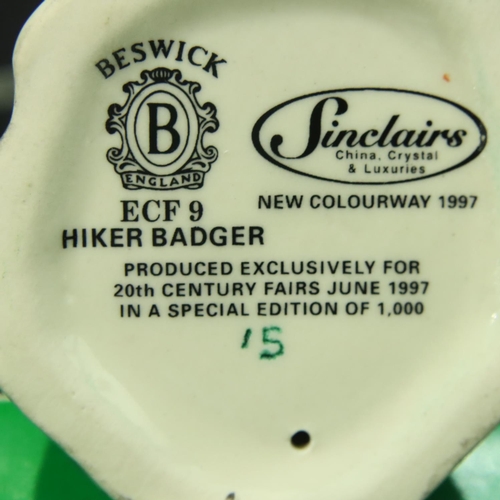 BESWICK
B
ENGLAND
ECF 9
HIKER BADGER
Sinclairs
China, Crystal
& Luxuries
NEW COLOURWAY 1997
PRODUCED EXCLUSIVELY FOR
20th CENTURY FAIRS JUNE 1997
IN A SPECIAL EDITION OF 1,000
'5